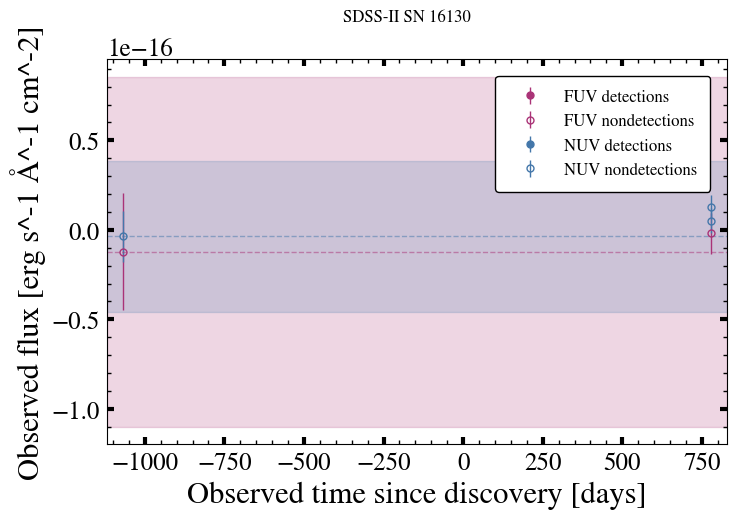 SDSS-II SN 16130
1e−16
FUV detections
FUV nondetections
NUV detections
NUV nondetections
0.5
0.0
−0.5
−1.0
Observed flux [erg s^-1 Å^-1 cm^-2]
−1000 −750 −500 −250 0 250 500 750
Observed time since discovery [days]